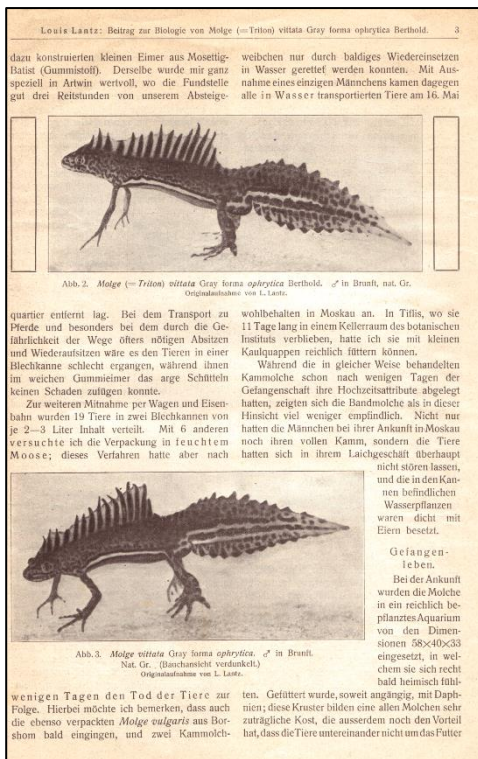 Louis Lantz: Beitrag zur Biologie von Molge (=Triton) vittata Gray forma ophrytica Berthold. 3
dazu konstruierten kleinen Eimer aus Mosettig-
Batist (Gummistoff). Derselbe wurde mir ganz
speziell in Artwin wertvoll, wo die Fundstelle
gut drei Reitstunden von unserem Absteige-
weibchen nur durch baldiges Wiedereinsetzen
in Wasser gerettet werden konnten. Mit Aus-
nahme eines einzigen Männchens kamen dagegen
alle in Wasser transportierten Tiere am 16. Mai
Abb. 2. Molge (= Triton) vittata Gray forma ophrytica Berthold. ♂ in Brunft, nat. Gr.
Originalaufnahme von L. Lantz.
quartier entfernt lag. Bei dem Transport zu
Pferde und besonders bei dem durch die Ge-
fährlichkeit der Wege öfters nötigen Absitzen
und Wiederaufsitzen wäre es den Tieren in einer
Blechkanne schlecht ergangen, während ihnen
im weichen Gummieimer das arge Schütteln
keinen Schaden zufügen konnte.
Zur weiteren Mitnahme per Wagen und Eisen-
bahn wurden 19 Tiere in zwei Blechkannen von
je 2—3 Liter Inhalt verteilt. Mit 6 anderen
versuchte ich die Verpackung in feuchtem
Moose; dieses Verfahren hatte aber nach
wohlbehalten in Moskau an. In Tiflis, wo sie
11 Tage lang in einem Kellerraum des botanischen
Instituts verblieben, hatte ich sie mit kleinen
Kaulquappen reichlich füttern können.
Während die in gleicher Weise behandelten
Kammolche schon nach wenigen Tagen der
Gefangenschaft ihre Hochzeitsattribute abgelegt
hatten, zeigten sich die Bandmolche als in dieser
Hinsicht viel weniger empfindlich. Nicht nur
hatten die Männchen bei ihrer Ankunft in Moskau
noch ihren vollen Kamm, sondern die Tiere
hatten sich in ihrem Laichgeschäft überhaupt
nicht stören lassen,
und die in den Kan-
nen befindlichen
Wasserpflanzen
waren dicht mit
Eiern besetzt.
Gefangen-
leben.
Bei der Ankunft
wurden die Molche
in ein reichlich be-
pflanztes Aquarium
von den Dimen-
sionen 58×40×33
eingesetzt, in wel-
chem sie sich recht
bald heimisch fühl-
Abb. 3. Molge vittata Gray forma ophrytica. ♂ in Brunft.
Nat. Gr. (Bauchansicht verdunkelt.)
Originalaufnahme von L. Lantz.
wenigen Tagen den Tod der Tiere zur
Folge. Hierbei möchte ich bemerken, dass auch
die ebenso verpackten Molge vulgaris aus Bor-
shom bald eingingen, und zwei Kammolch-
ten. Gefüttert wurde, soweit angängig, mit Daph-
nien; diese Kruster bilden eine allen Molchen sehr
zuträgliche Kost, die ausserdem noch den Vorteil
hat, dass die Tiere untereinander nicht um das Futter